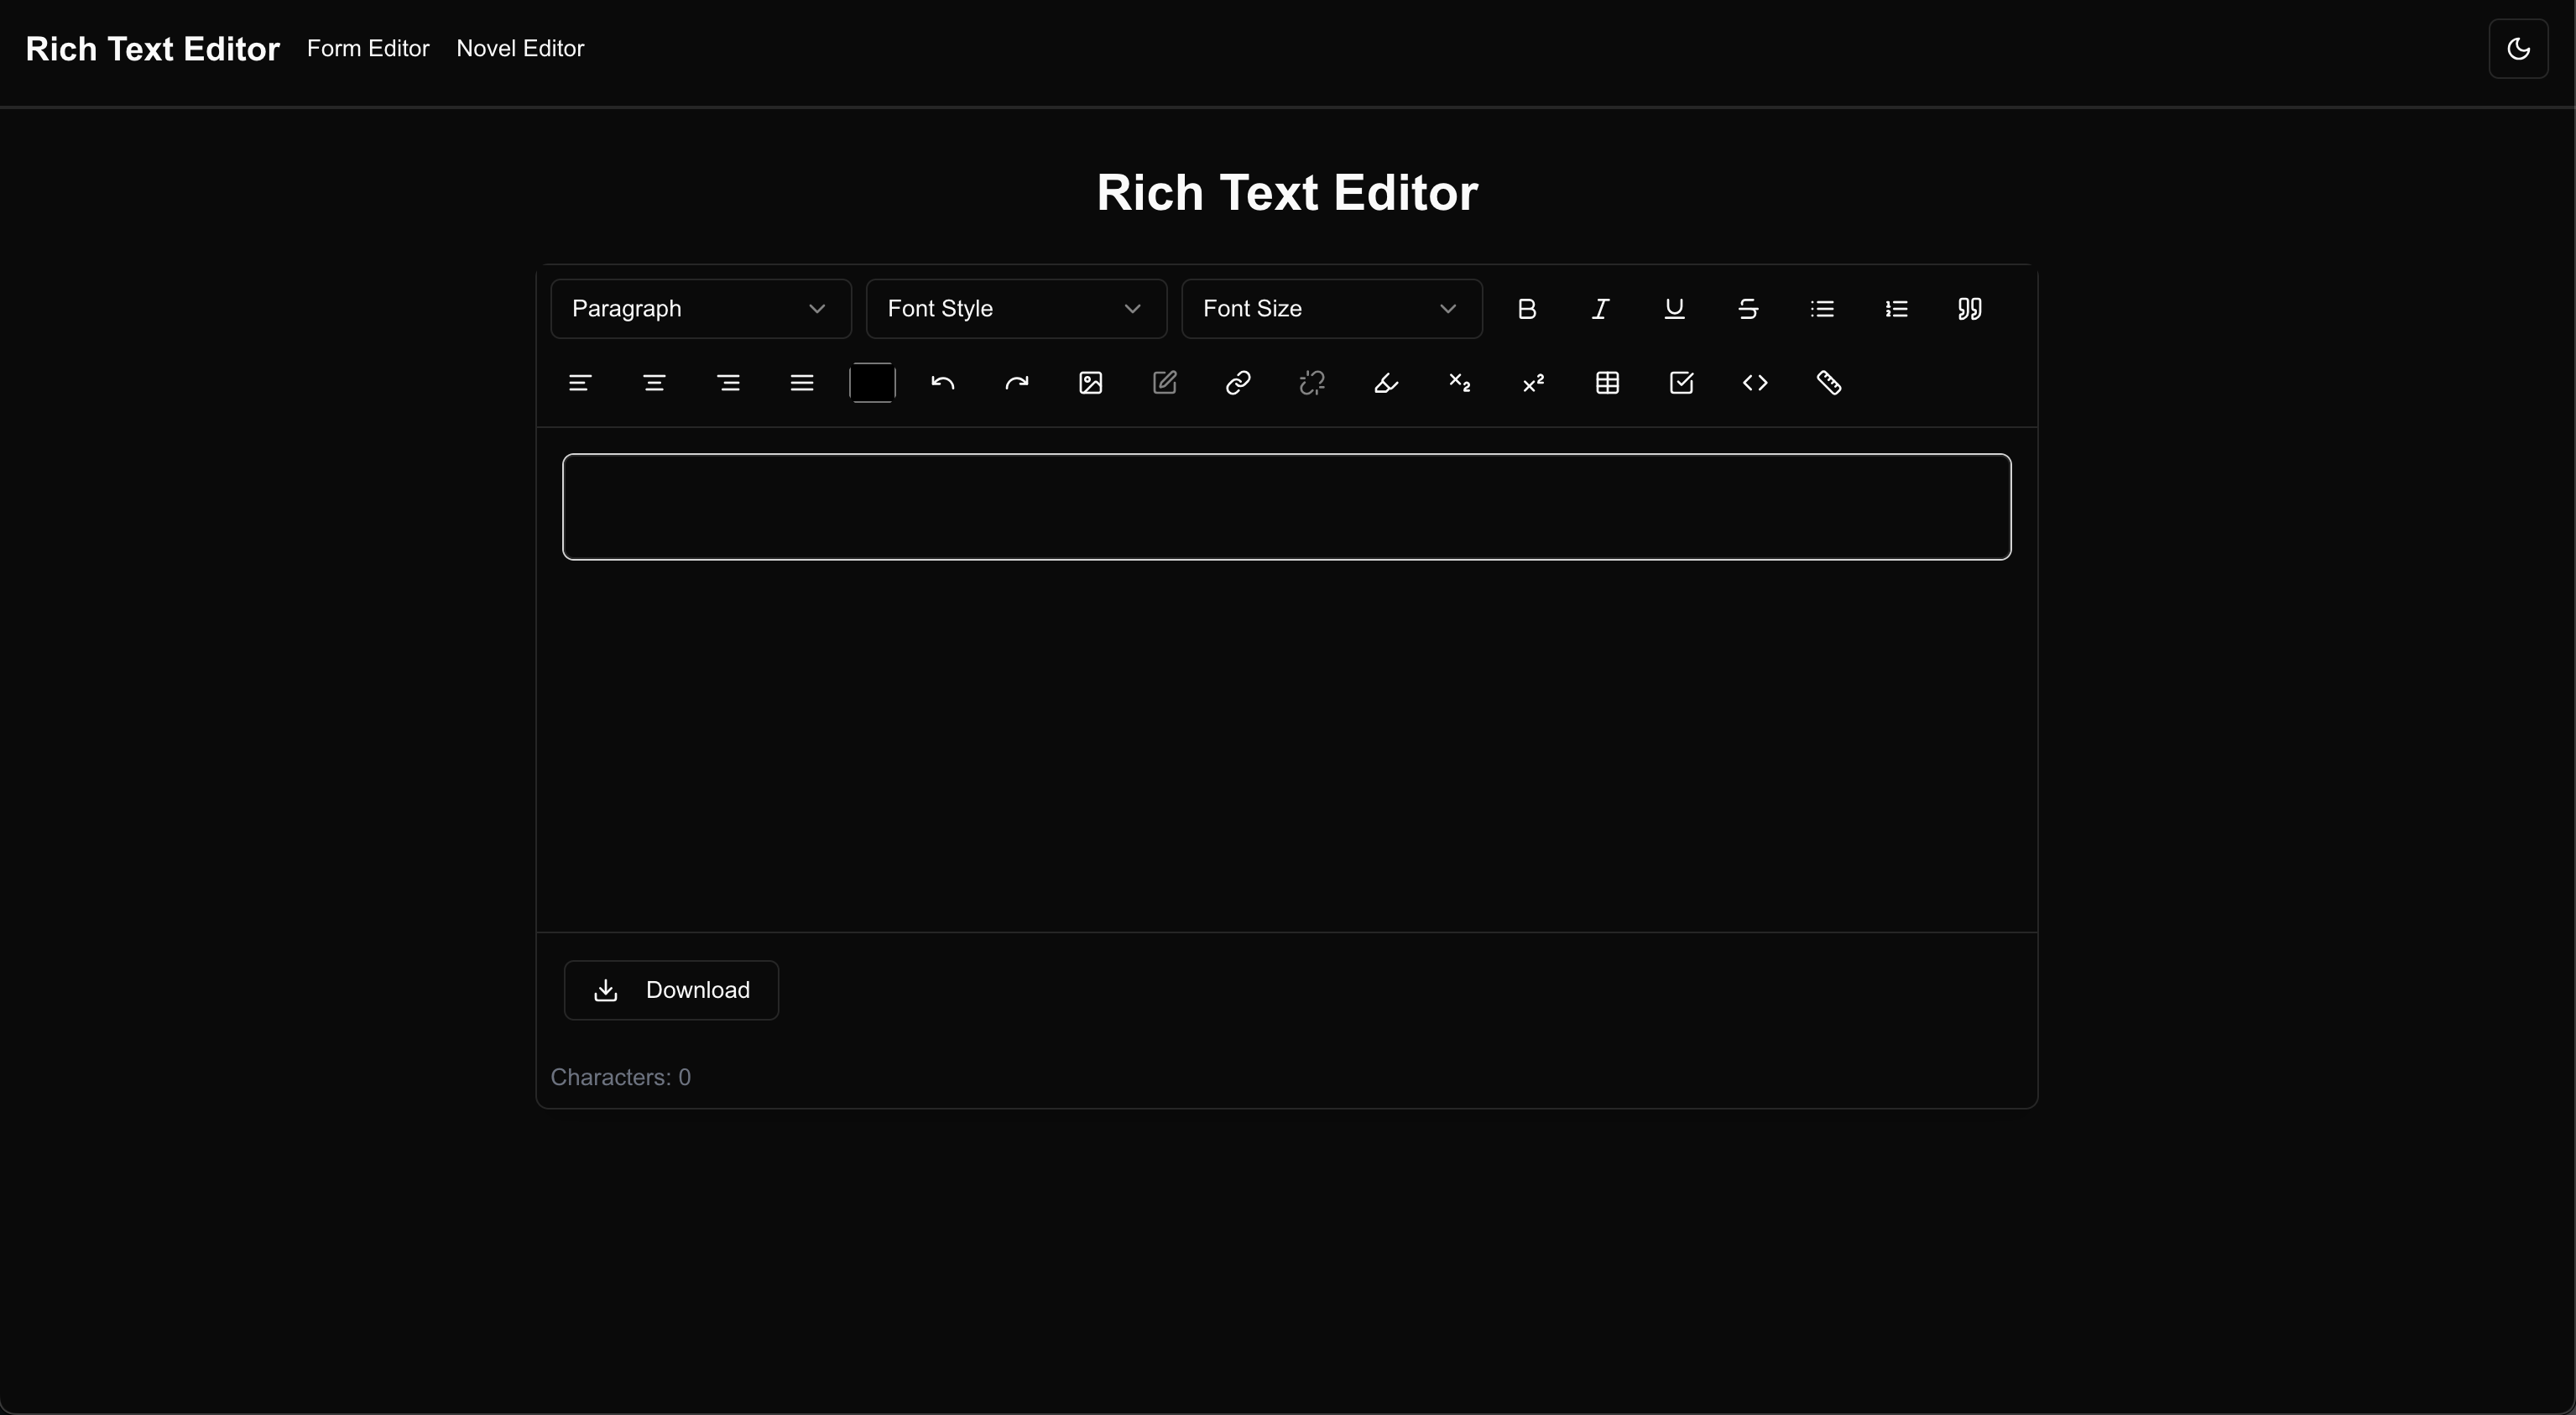 Rich Text Editor Form Editor Novel Editor
Rich Text Editor
Paragraph Font Style Font Size
Download
Characters: 0